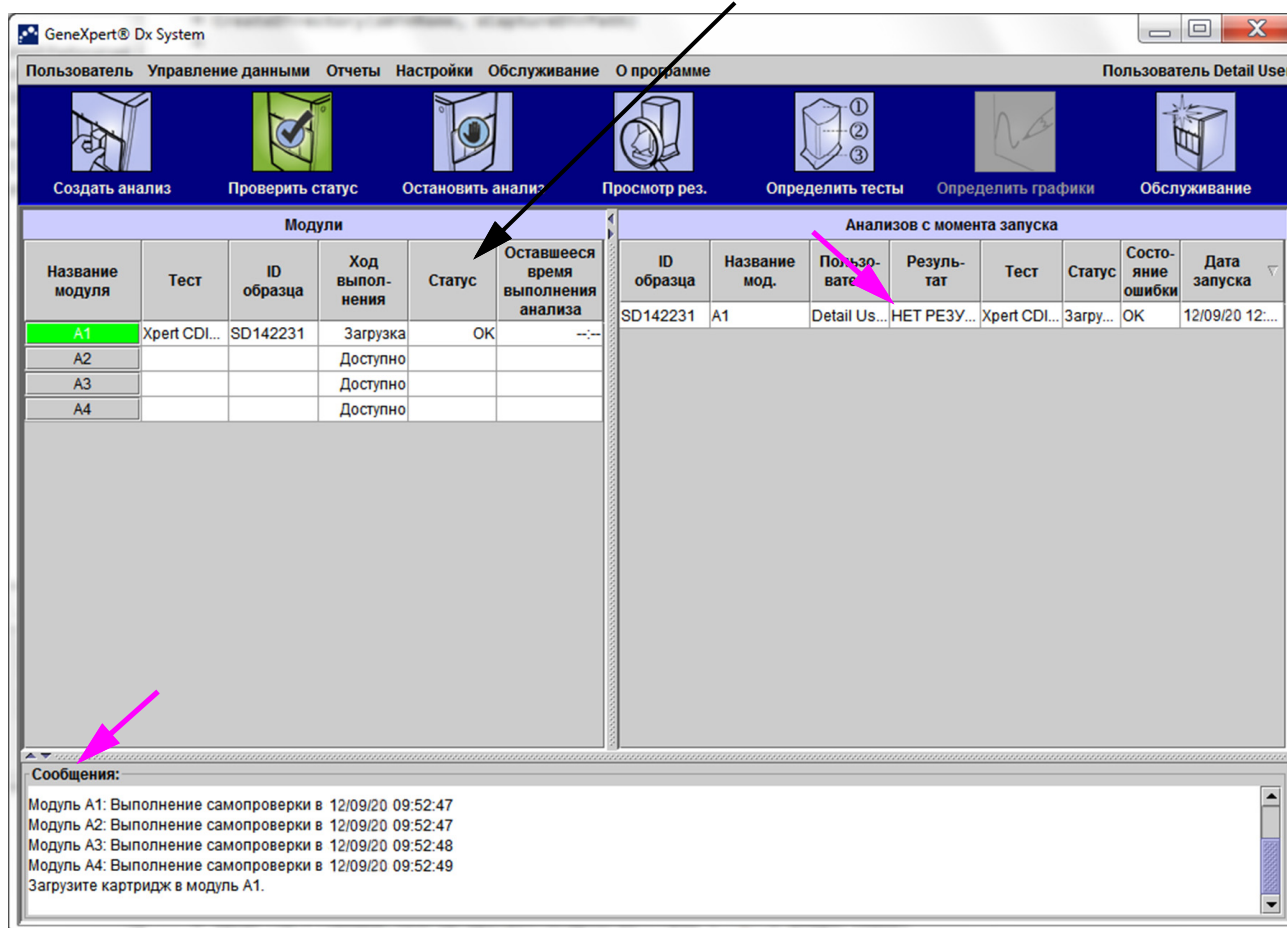 GeneXpert® Dx System
Пользователь Управление данными Отчеты Настройки Обслуживание О программе Пользователь Detail User
Создать анализ Проверить статус Остановить анализ Просмотр рез. Определить тесты Определить графики Обслуживание
① ② ③
Модули
Название модуля
Тест
ID образца
Ход выпол-
нения
Статус
Оставшееся время выполнения анализа
A1 Xpert CDI... SD142231 Загрузка OK --:--
A2 Доступно
A3 Доступно
A4 Доступно
Анализов с момента запуска
ID образца
Название мод.
Пользо-
вате
Резуль-
тат
Тест
Статус
Состо-
яние
ошибки
Дата запуска
SD142231 A1 Detail Us... НЕТ РЕЗУ... Xpert CDI... Загру... OK 12/09/20 12:...
Сообщения:
Модуль A1: Выполнение самопроверки в 12/09/20 09:52:47
Модуль A2: Выполнение самопроверки в 12/09/20 09:52:47
Модуль A3: Выполнение самопроверки в 12/09/20 09:52:48
Модуль A4: Выполнение самопроверки в 12/09/20 09:52:49
Загрузите картридж в модуль A1.